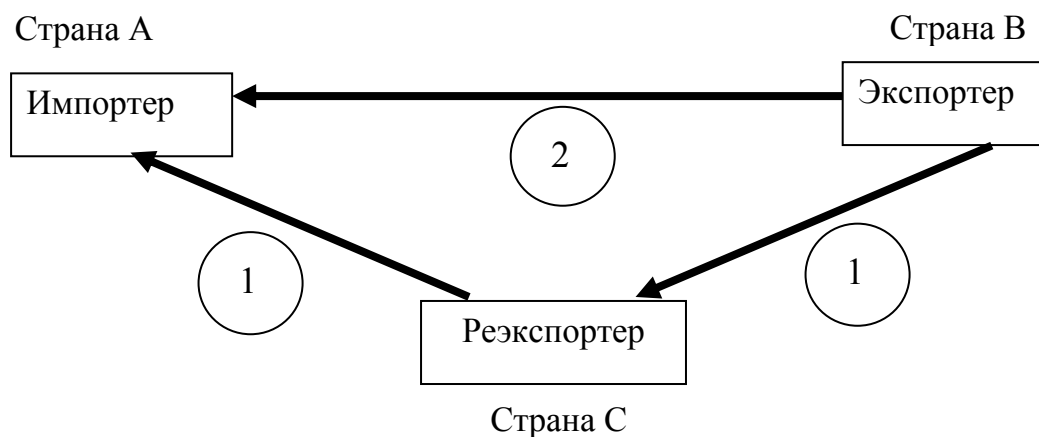 Страна А
Страна В
Импортер
Экспортер
2
1
1
Реэкспортер
Страна С